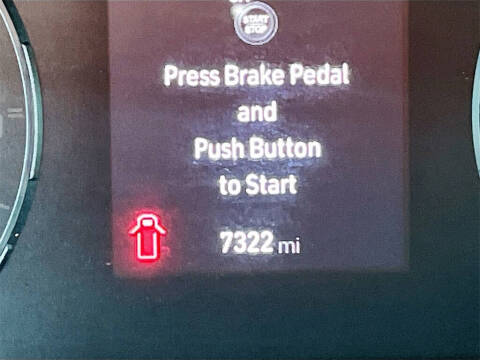 START
STOP
Press Brake Pedal
and
Push Button
to Start
7322 mi